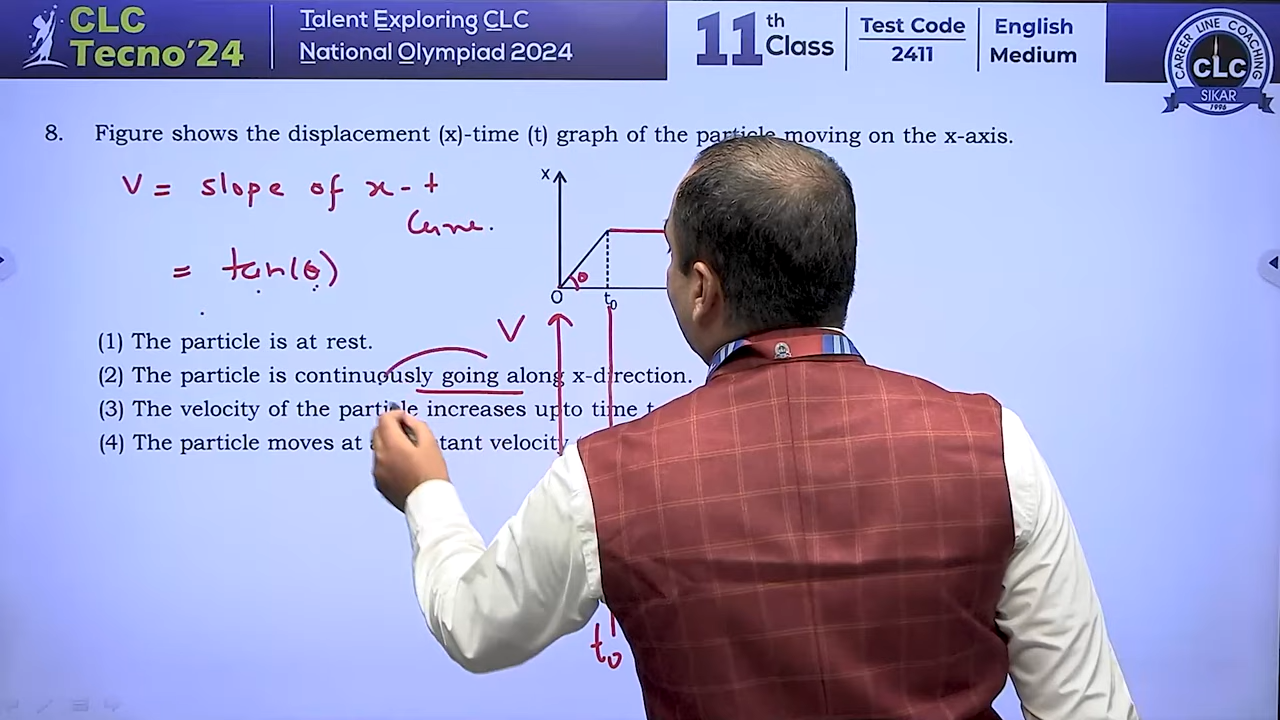 CLC
Tecno'24
Talent Exploring CLC
National Olympiad 2024
11th Class
Test Code
2411
English
Medium
CAREER LINE COACHING
CLC
SIKAR
1996
8. Figure shows the displacement (x)-time (t) graph of the particle moving on the x-axis.
V = slope of x-t
Curve.
= tan(θ)
x
θ
O
t₀
V
(1) The particle is at rest.
(2) The particle is continuously going along x-direction.
(3) The velocity of the particle increases upto time t
(4) The particle moves at a constant velocity
t₀